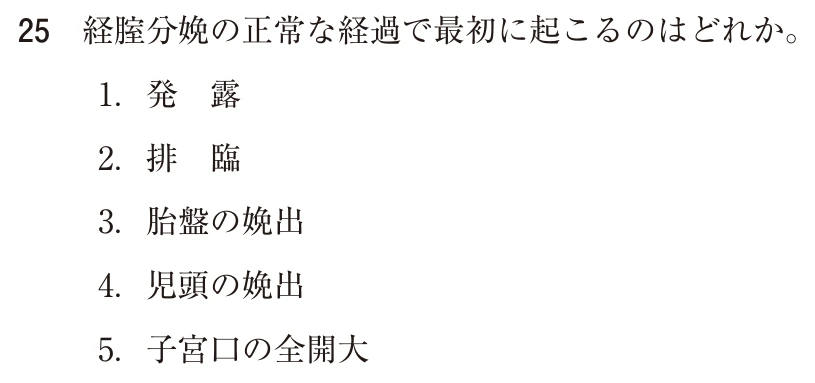 25 経腟分娩の正常な経過で最初に起こるのはどれか。
1. 発　露
2. 排　臨
3. 胎盤の娩出
4. 児頭の娩出
5. 子宮口の全開大